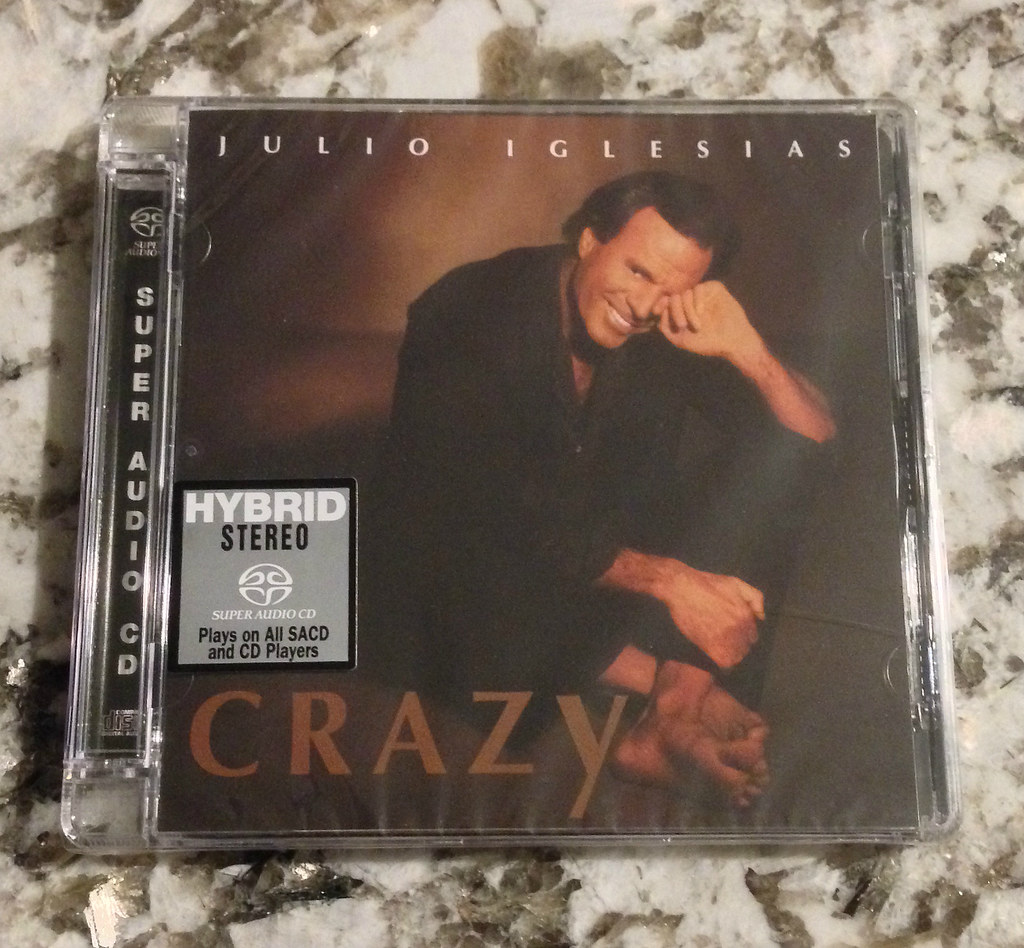 JULIO IGLESIAS
SUPER AUDIO CD
HYBRID
STEREO
SUPER AUDIO CD
Plays on All SACD
and CD Players
CRAZY